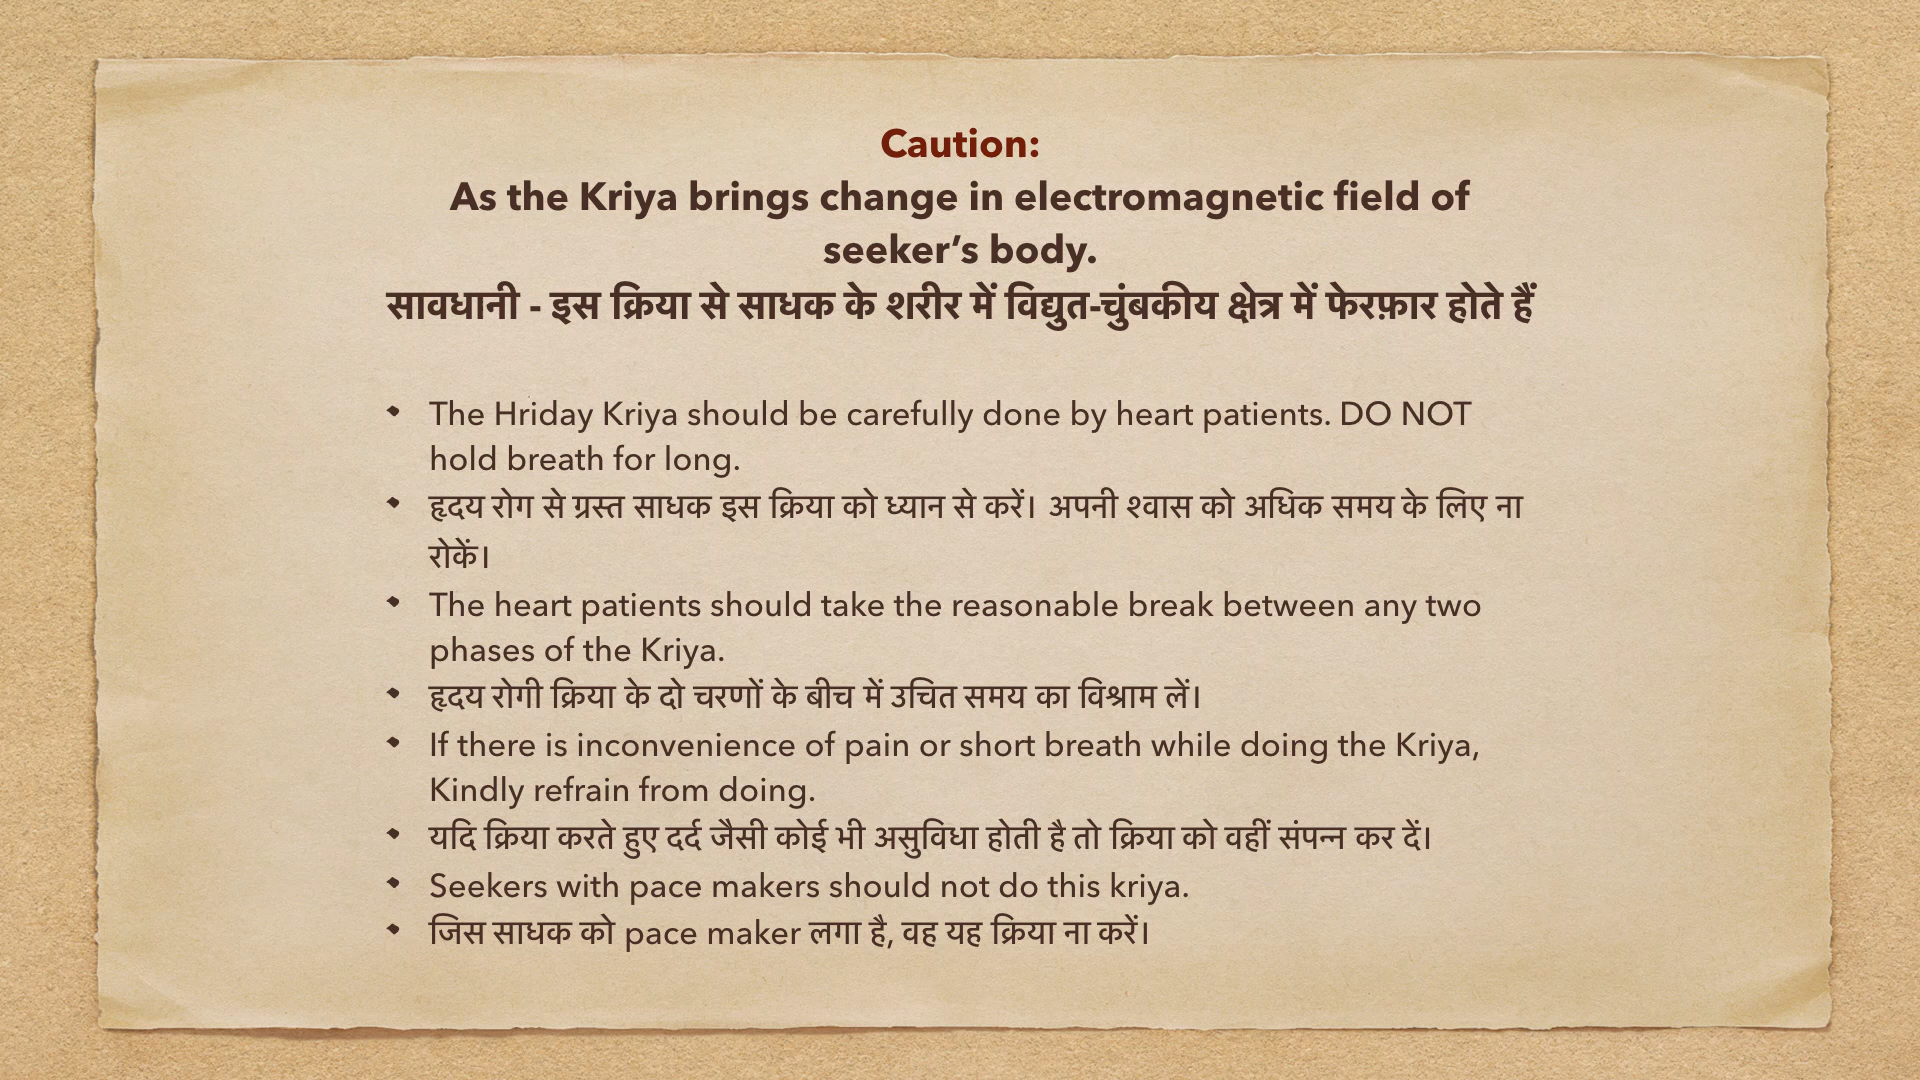 Caution:
As the Kriya brings change in electromagnetic field of
seeker’s body.
सावधानी - इस क्रिया से साधक के शरीर में विद्युत-चुंबकीय क्षेत्र में फेरफ़ार होते हैं
The Hriday Kriya should be carefully done by heart patients. DO NOT
hold breath for long.
हृदय रोग से ग्रस्त साधक इस क्रिया को ध्यान से करें। अपनी श्वास को अधिक समय के लिए ना
रोकें।
The heart patients should take the reasonable break between any two
phases of the Kriya.
हृदय रोगी क्रिया के दो चरणों के बीच में उचित समय का विश्राम लें।
If there is inconvenience of pain or short breath while doing the Kriya,
Kindly refrain from doing.
यदि क्रिया करते हुए दर्द जैसी कोई भी असुविधा होती है तो क्रिया को वहीं संपन्न कर दें।
Seekers with pace makers should not do this kriya.
जिस साधक को pace maker लगा है, वह यह क्रिया ना करें।